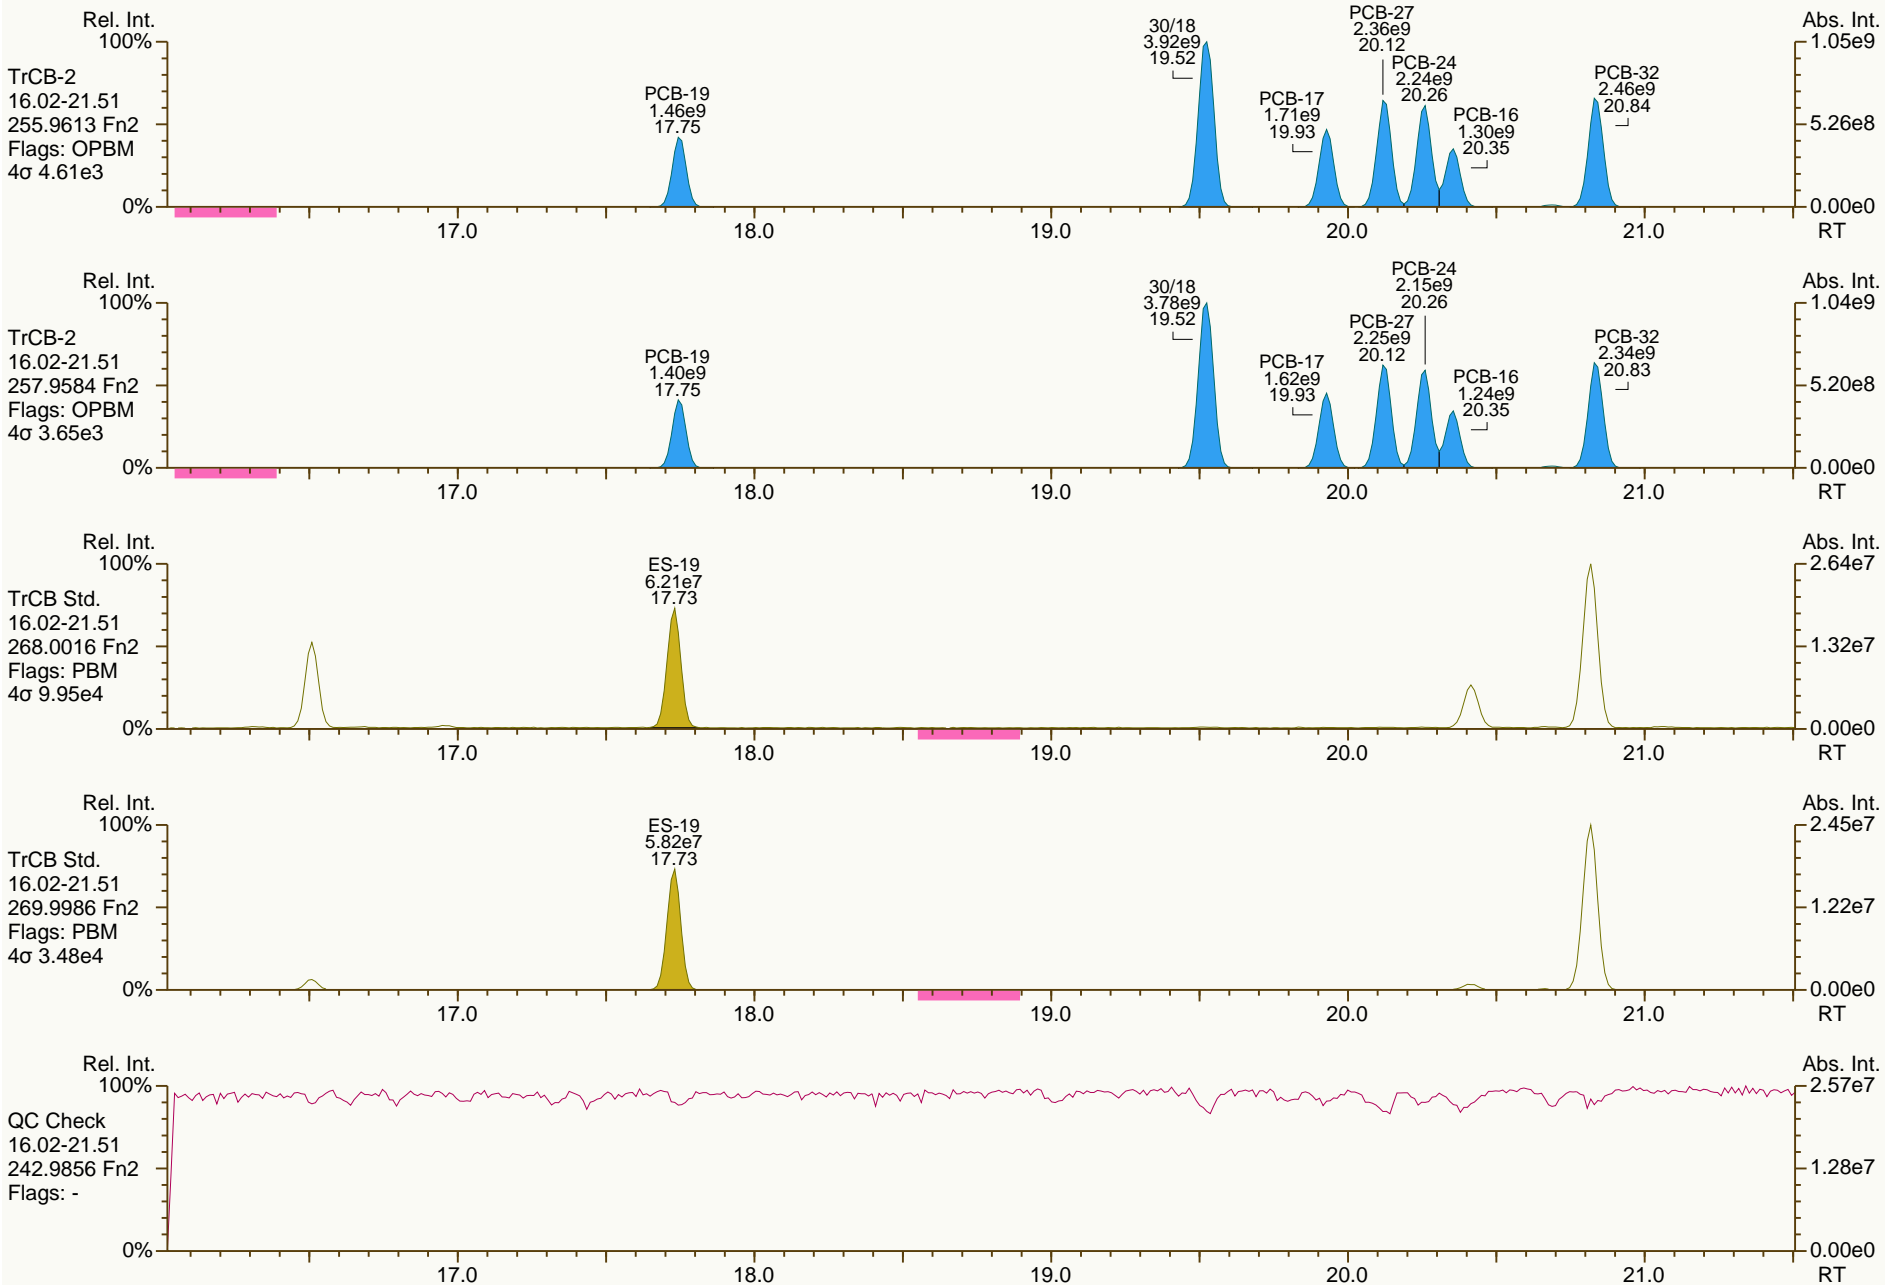 Rel. Int.
100%
0%
TrCB-2
16.02-21.51
255.9613 Fn2
Flags: OPBM
4σ 4.61e3
PCB-19
1.46e9
17.75
30/18
3.92e9
19.52
PCB-17
1.71e9
19.93
PCB-27
2.36e9
20.12
PCB-24
2.24e9
20.26
PCB-16
1.30e9
20.35
PCB-32
2.46e9
20.84
Abs. Int.
1.05e9
5.26e8
0.00e0
17.0 18.0 19.0 20.0 21.0 RT
Rel. Int.
100%
0%
TrCB-2
16.02-21.51
257.9584 Fn2
Flags: OPBM
4σ 3.65e3
PCB-19
1.40e9
17.75
30/18
3.78e9
19.52
PCB-17
1.62e9
19.93
PCB-27
2.25e9
20.12
PCB-24
2.15e9
20.26
PCB-16
1.24e9
20.35
PCB-32
2.34e9
20.83
Abs. Int.
1.04e9
5.20e8
0.00e0
17.0 18.0 19.0 20.0 21.0 RT
Rel. Int.
100%
0%
TrCB Std.
16.02-21.51
268.0016 Fn2
Flags: PBM
4σ 9.95e4
ES-19
6.21e7
17.73
Abs. Int.
2.64e7
1.32e7
0.00e0
17.0 18.0 19.0 20.0 21.0 RT
Rel. Int.
100%
0%
TrCB Std.
16.02-21.51
269.9986 Fn2
Flags: PBM
4σ 3.48e4
ES-19
5.82e7
17.73
Abs. Int.
2.45e7
1.22e7
0.00e0
17.0 18.0 19.0 20.0 21.0 RT
Rel. Int.
100%
0%
QC Check
16.02-21.51
242.9856 Fn2
Flags: -
Abs. Int.
2.57e7
1.28e7
0.00e0
17.0 18.0 19.0 20.0 21.0 RT